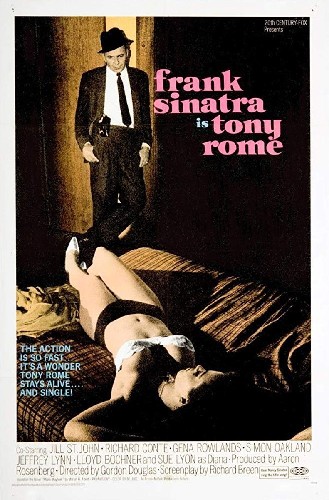 20th CENTURY-FOX
Presents
frank
sinatra
is tony
rome
THE ACTION
IS SO FAST...
IT'S A WONDER
TONY ROME
STAYS ALIVE...
AND SINGLE!
Co-Starring JILL ST. JOHN · RICHARD CONTE · GENA ROWLANDS · SIMON OAKLAND
JEFFREY LYNN · LLOYD BOCHNER and SUE LYON as Diana · Produced by Aaron
Rosenberg · Directed by Gordon Douglas · Screenplay by Richard Breen